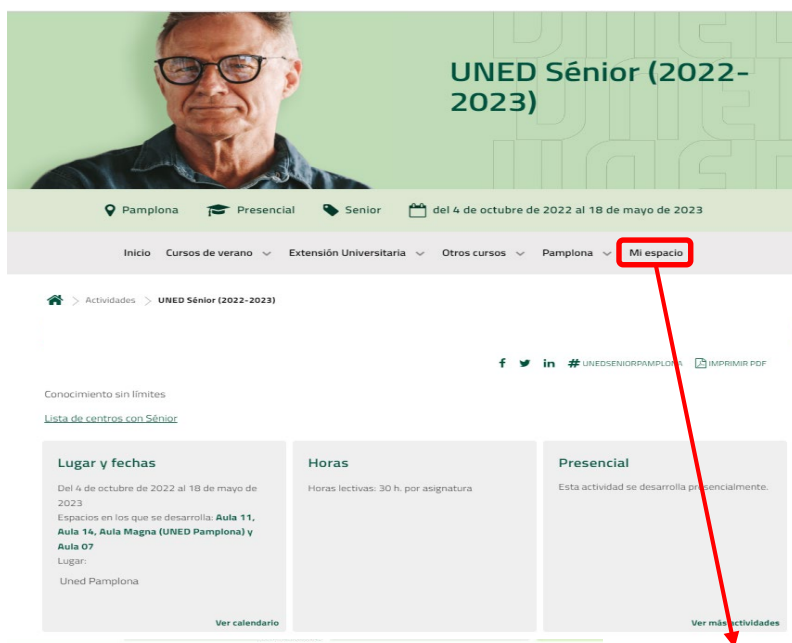 UNED Sénior (2022-
2023)
Pamplona Presencial Senior del 4 de octubre de 2022 al 18 de mayo de 2023
Inicio Cursos de verano Extensión Universitaria Otros cursos Pamplona Mi espacio
Actividades > UNED Sénior (2022-2023)
#UNEDSENIORPAMPLONA IMPRIMIR PDF
Conocimiento sin límites
Lista de centros con Sénior
Lugar y fechas
Del 4 de octubre de 2022 al 18 de mayo de
2023
Espacios en los que se desarrolla: Aula 11,
Aula 14, Aula Magna (UNED Pamplona) y
Aula 07
Lugar:
Uned Pamplona
Ver calendario
Horas
Horas lectivas: 30 h. por asignatura
Presencial
Esta actividad se desarrolla presencialmente.
Ver más actividades